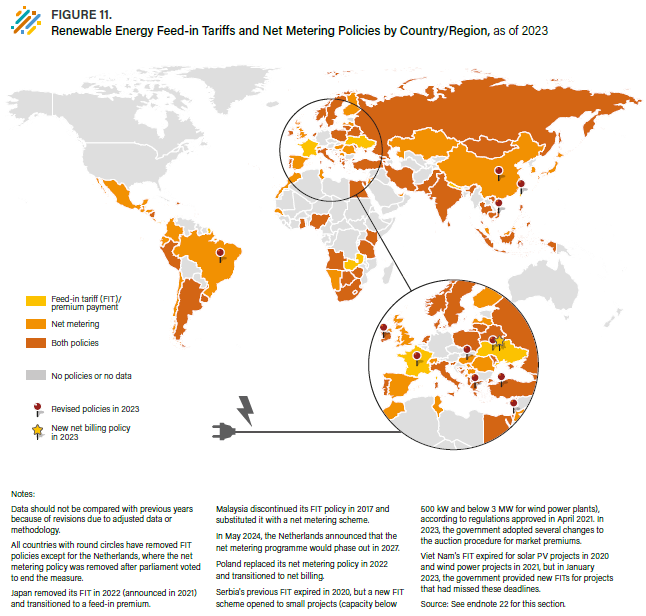 FIGURE 11.
Renewable Energy Feed-in Tariffs and Net Metering Policies by Country/Region, as of 2023
Feed-in tariff (FIT)/
premium payment
Net metering
Both policies
No policies or no data
Revised policies in 2023
New net billing policy
in 2023
Notes:
Data should not be compared with previous years
because of revisions due to adjusted data or
methodology.
All countries with round circles have removed FIT
policies except for the Netherlands, where the net
metering policy was removed after parliament voted
to end the measure.
Japan removed its FIT in 2022 (announced in 2021)
and transitioned to a feed-in premium.
Malaysia discontinued its FIT policy in 2017 and
substituted it with a net metering scheme.
In May 2024, the Netherlands announced that the
net metering programme would phase out in 2027.
Poland replaced its net metering policy in 2022
and transitioned to net billing.
Serbia's previous FIT expired in 2020, but a new FIT
scheme opened to small projects (capacity below
500 kW and below 3 MW for wind power plants),
according to regulations approved in April 2021. In
2023, the government adopted several changes to
the auction procedure for market premiums.
Viet Nam's FIT expired for solar PV projects in 2020
and wind power projects in 2021, but in January
2023, the government provided new FITs for projects
that had missed these deadlines.
Source: See endnote 22 for this section.